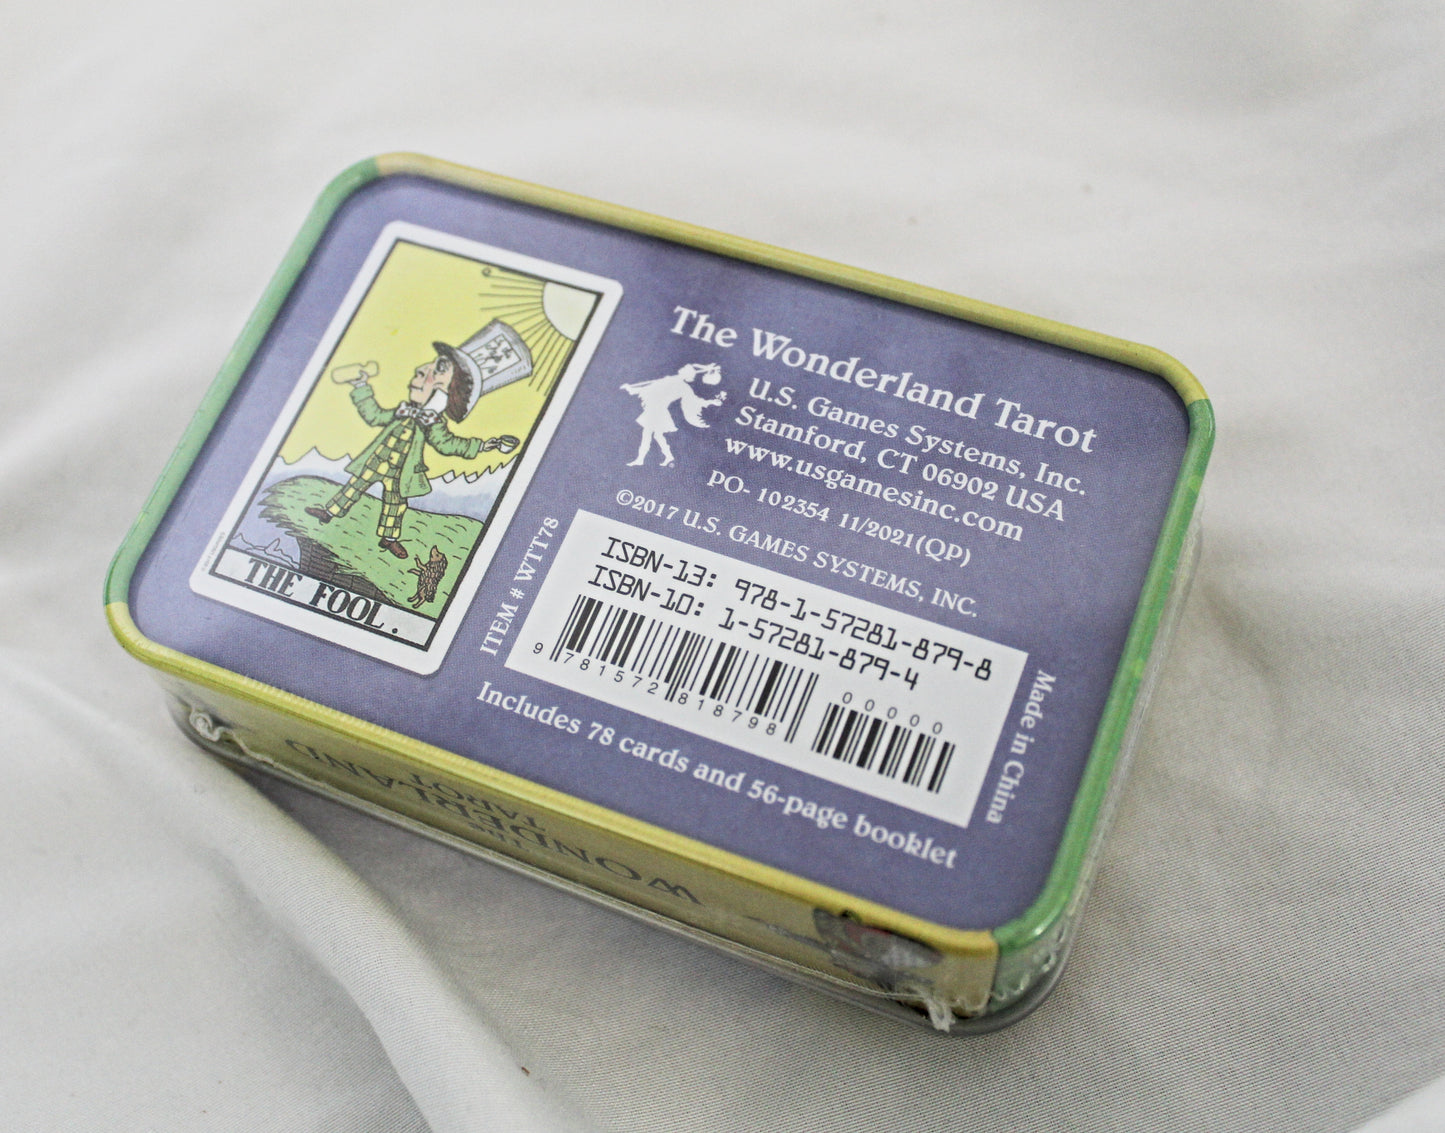 The Wonderland Tarot
U.S. Games Systems, Inc.
Stamford, CT 06902 USA
www.usgamesinc.com
PO- 102354 11/2021(QP)
©2017 U.S. GAMES SYSTEMS, INC.
THE FOOL.
ITEM # WTT78
ISBN-13: 978-1-57281-879-8
ISBN-10: 1-57281-879-4
00000
9 781572 818798
Made in China
Includes 78 cards and 56-page booklet
THE
WONDERLAND
TAROT